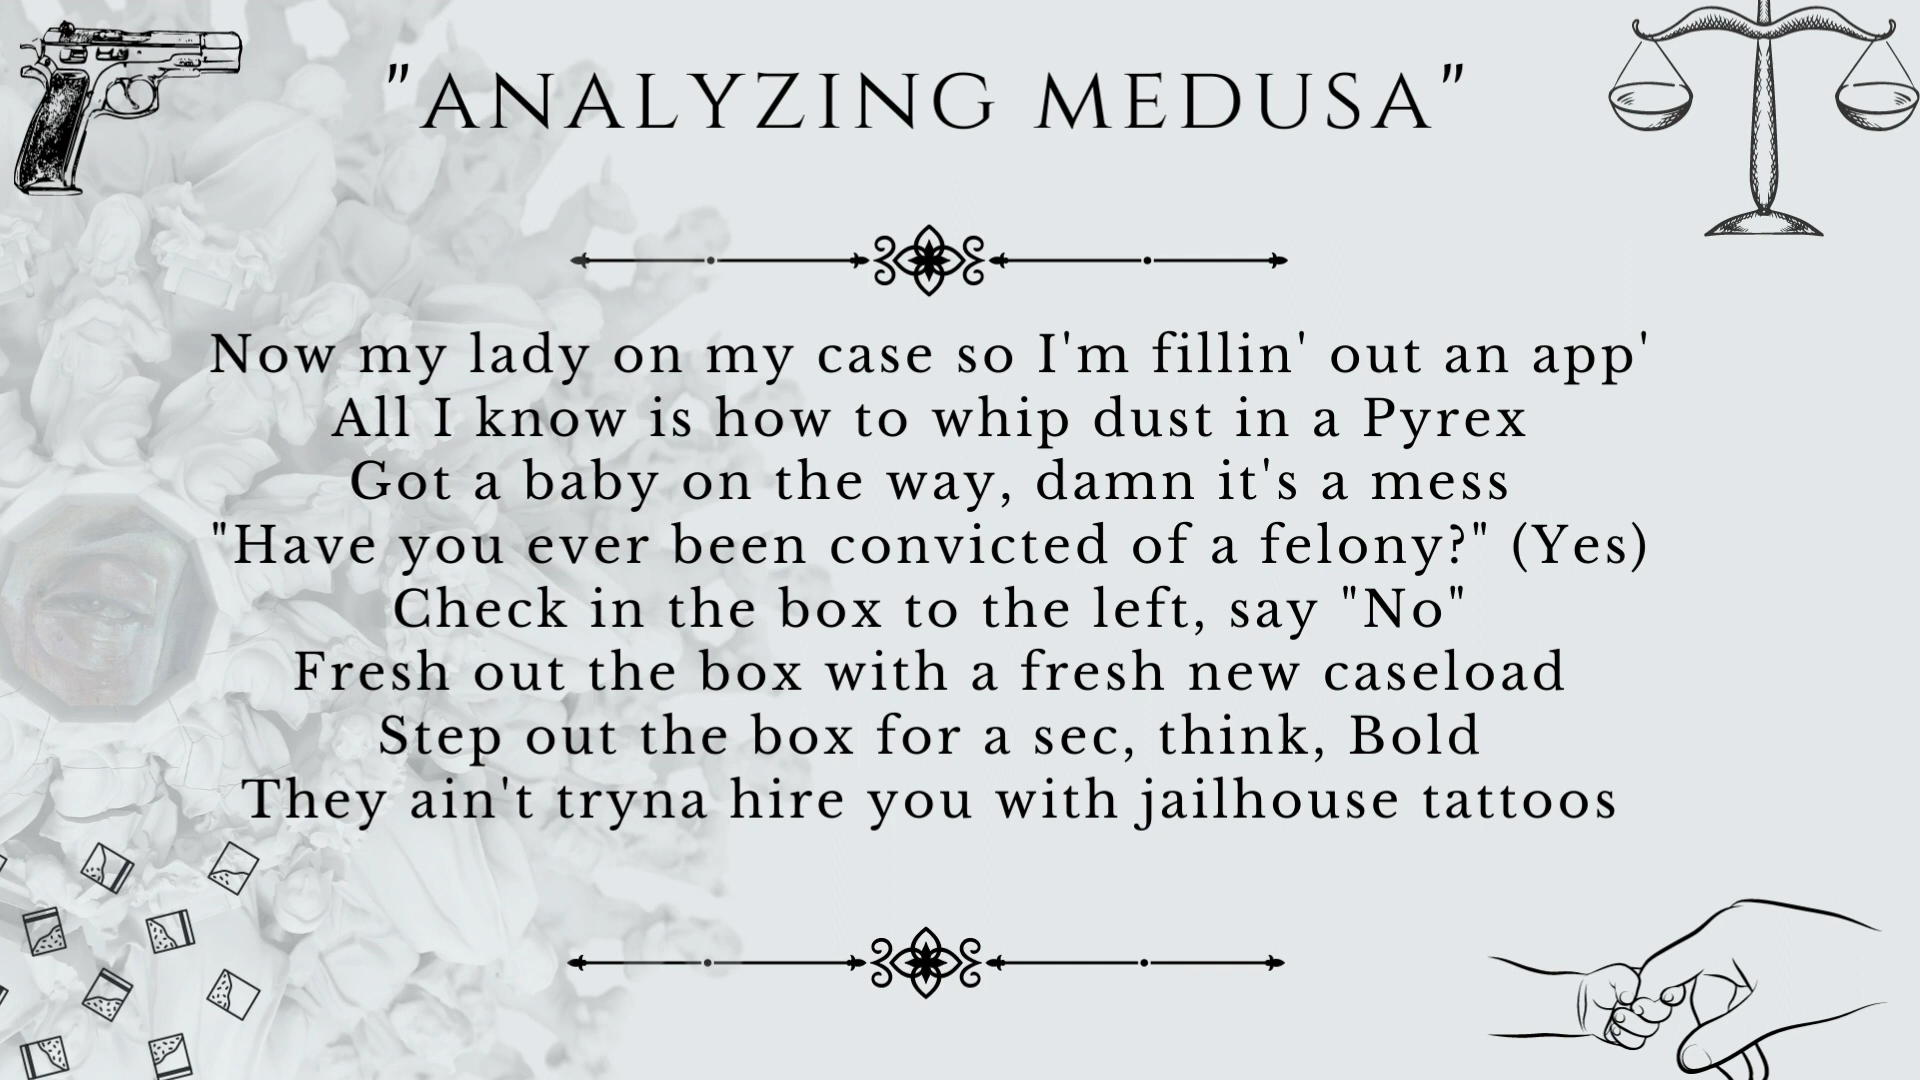 "ANALYZING MEDUSA"
Now my lady on my case so I'm fillin' out an app'
All I know is how to whip dust in a Pyrex
Got a baby on the way, damn it's a mess
"Have you ever been convicted of a felony?" (Yes)
Check in the box to the left, say "No"
Fresh out the box with a fresh new caseload
Step out the box for a sec, think, Bold
They ain't tryna hire you with jailhouse tattoos